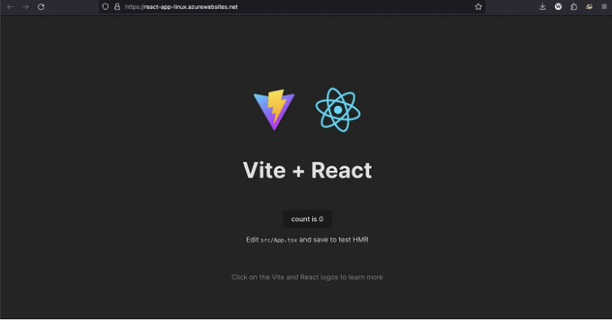 https://react-app-linux.azurewebsites.net
Vite + React
count is 0
Edit src/App.tsx and save to test HMR
Click on the Vite and React logos to learn more